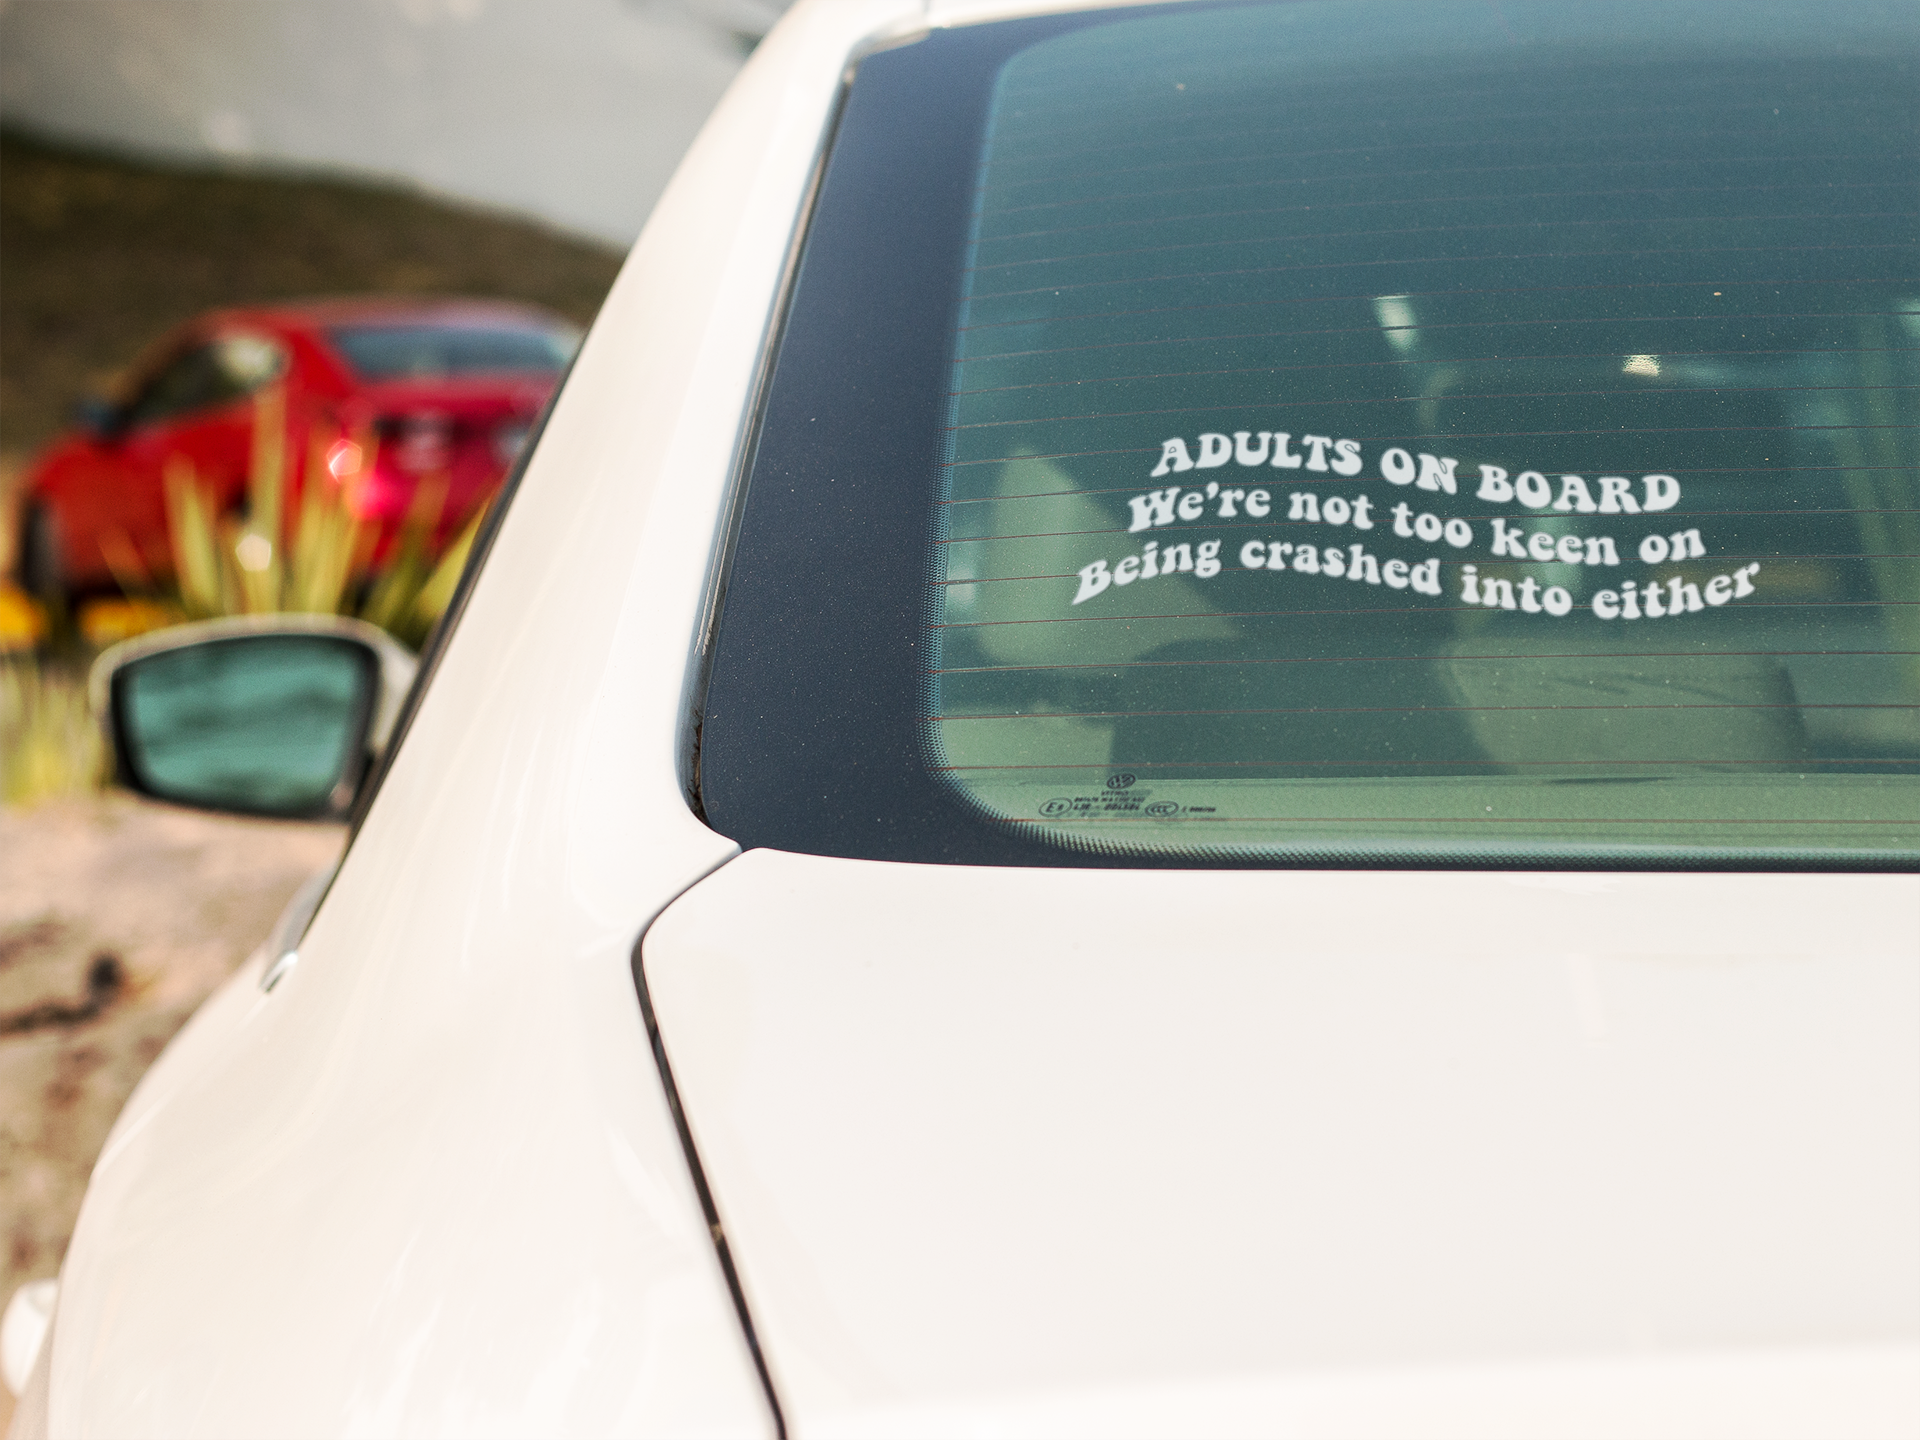 ADULTS ON BOARD
We're not too keen on
Being crashed into either